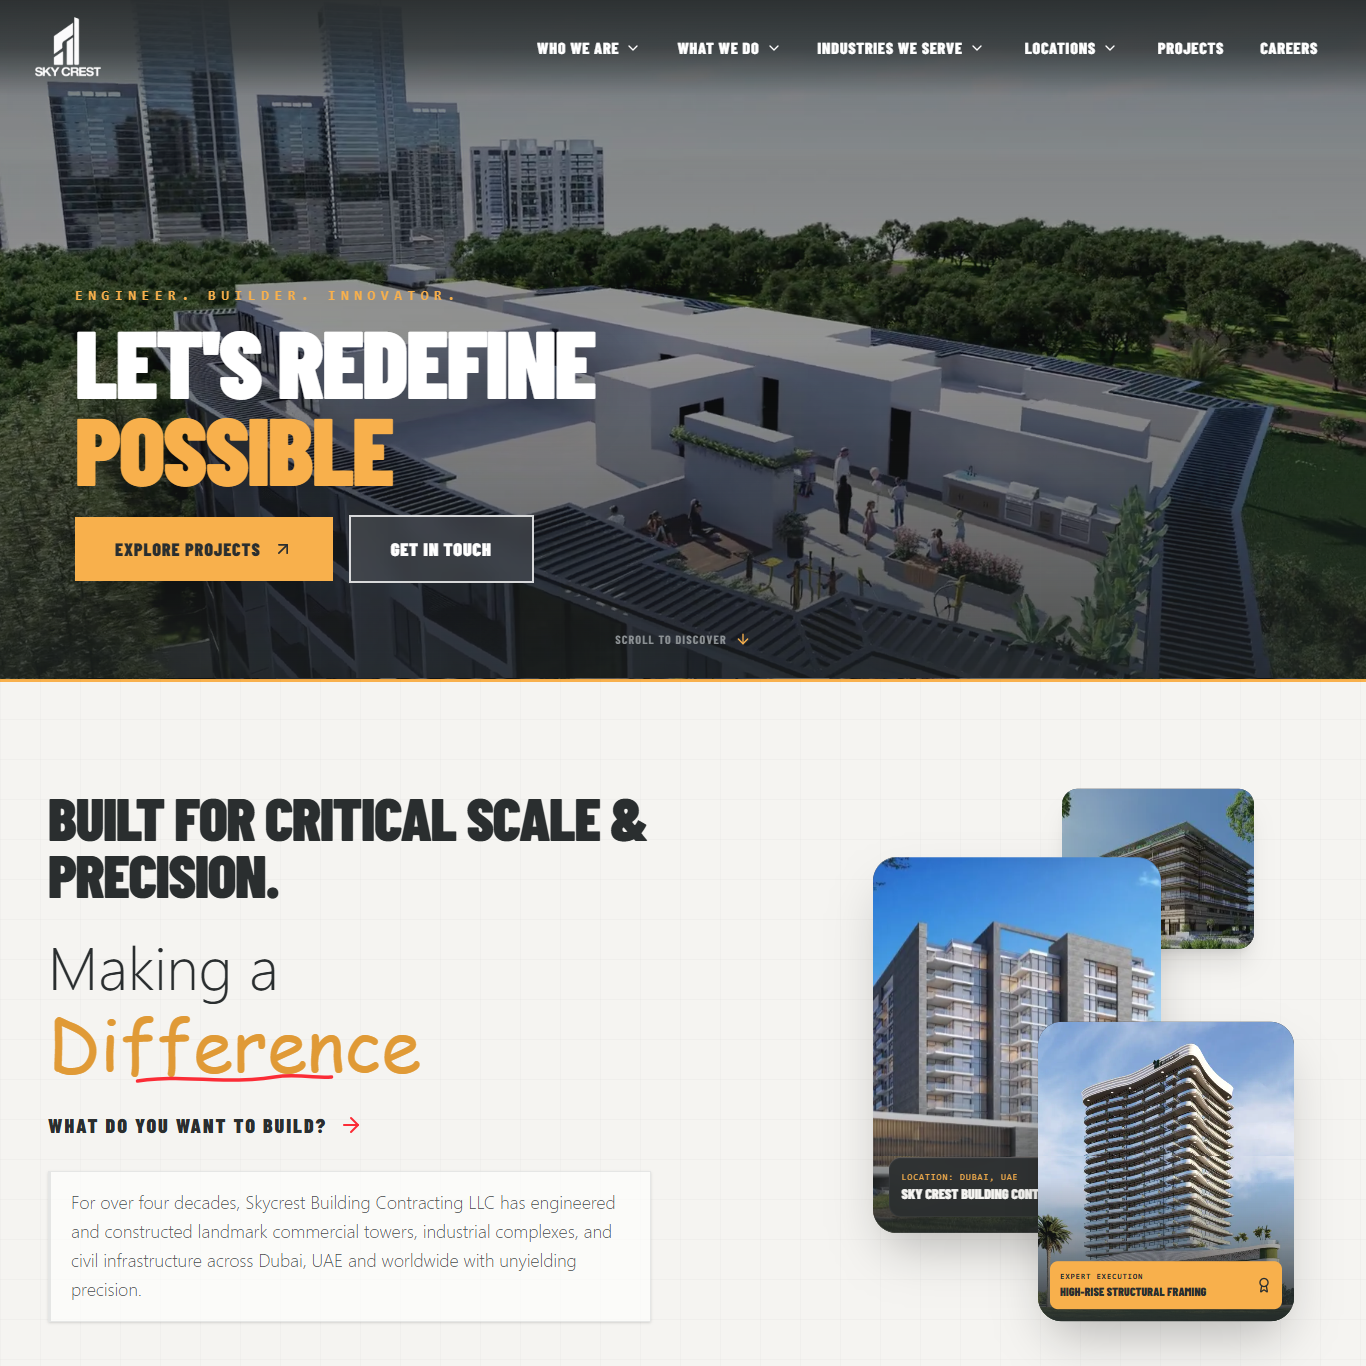 SKY CREST
WHO WE ARE
WHAT WE DO
INDUSTRIES WE SERVE
LOCATIONS
PROJECTS
CAREERS
ENGINEER. BUILDER. INNOVATOR.
LET'S REDEFINE
POSSIBLE
EXPLORE PROJECTS
GET IN TOUCH
SCROLL TO DISCOVER
BUILT FOR CRITICAL SCALE &
PRECISION.
Making a
Difference
WHAT DO YOU WANT TO BUILD?
For over four decades, Skycrest Building Contracting LLC has engineered
and constructed landmark commercial towers, industrial complexes, and
civil infrastructure across Dubai, UAE and worldwide with unyielding
precision.
LOCATION: DUBAI, UAE
SKY CREST BUILDING CONT
EXPERT EXECUTION
HIGH-RISE STRUCTURAL FRAMING